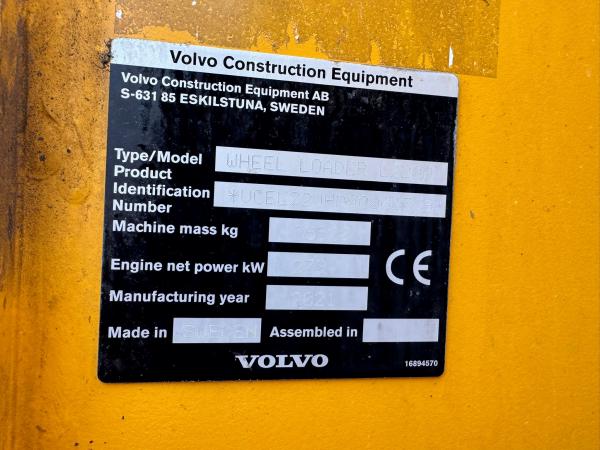 Volvo Construction Equipment
Volvo Construction Equipment AB
S-631 85 ESKILSTUNA, SWEDEN
Type/Model WHEEL LOADER
Product
Identification
Number
Machine mass kg
Engine net power kW
Manufacturing year 2021
Made in SWEDEN Assembled in
CE
VOLVO
16894570